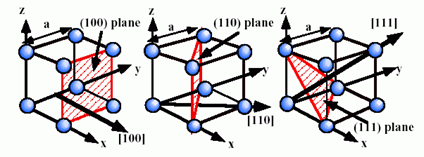 z
a
(100) plane
y
x
[100]
z
a
(110) plane
y
x
[110]
z
a
[111]
y
x
(111) plane